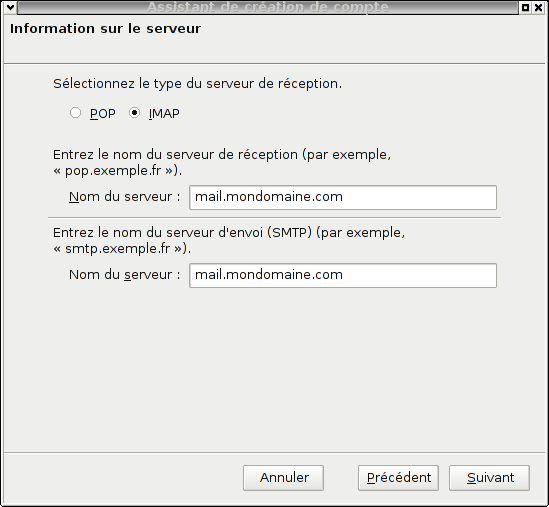 Assistant de création de compte
Information sur le serveur
Sélectionnez le type du serveur de réception.
POP IMAP
Entrez le nom du serveur de réception (par exemple,
« pop.exemple.fr »).
Nom du serveur : mail.mondomaine.com
Entrez le nom du serveur d'envoi (SMTP) (par exemple,
« smtp.exemple.fr »).
Nom du serveur : mail.mondomaine.com
Annuler Précédent Suivant